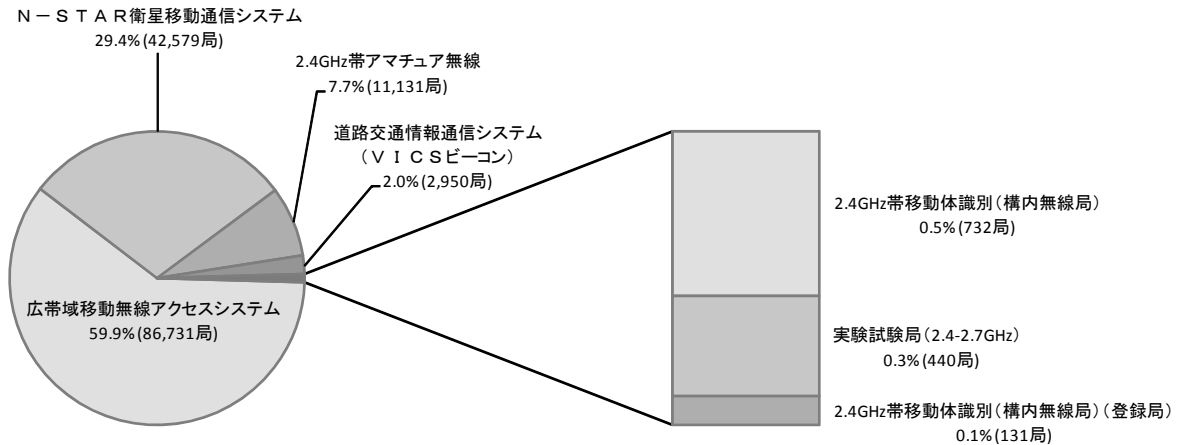 N-STAR衛星移動通信システム
29.4%(42,579局)
2.4GHz帯アマチュア無線
7.7%(11,131局)
道路交通情報通信システム
(VICSビーコン)
2.0%(2,950局)
広帯域移動無線アクセスシステム
59.9%(86,731局)
2.4GHz帯移動体識別(構内無線局)
0.5%(732局)
実験試験局(2.4-2.7GHz)
0.3%(440局)
2.4GHz帯移動体識別(構内無線局)(登録局)
0.1%(131局)